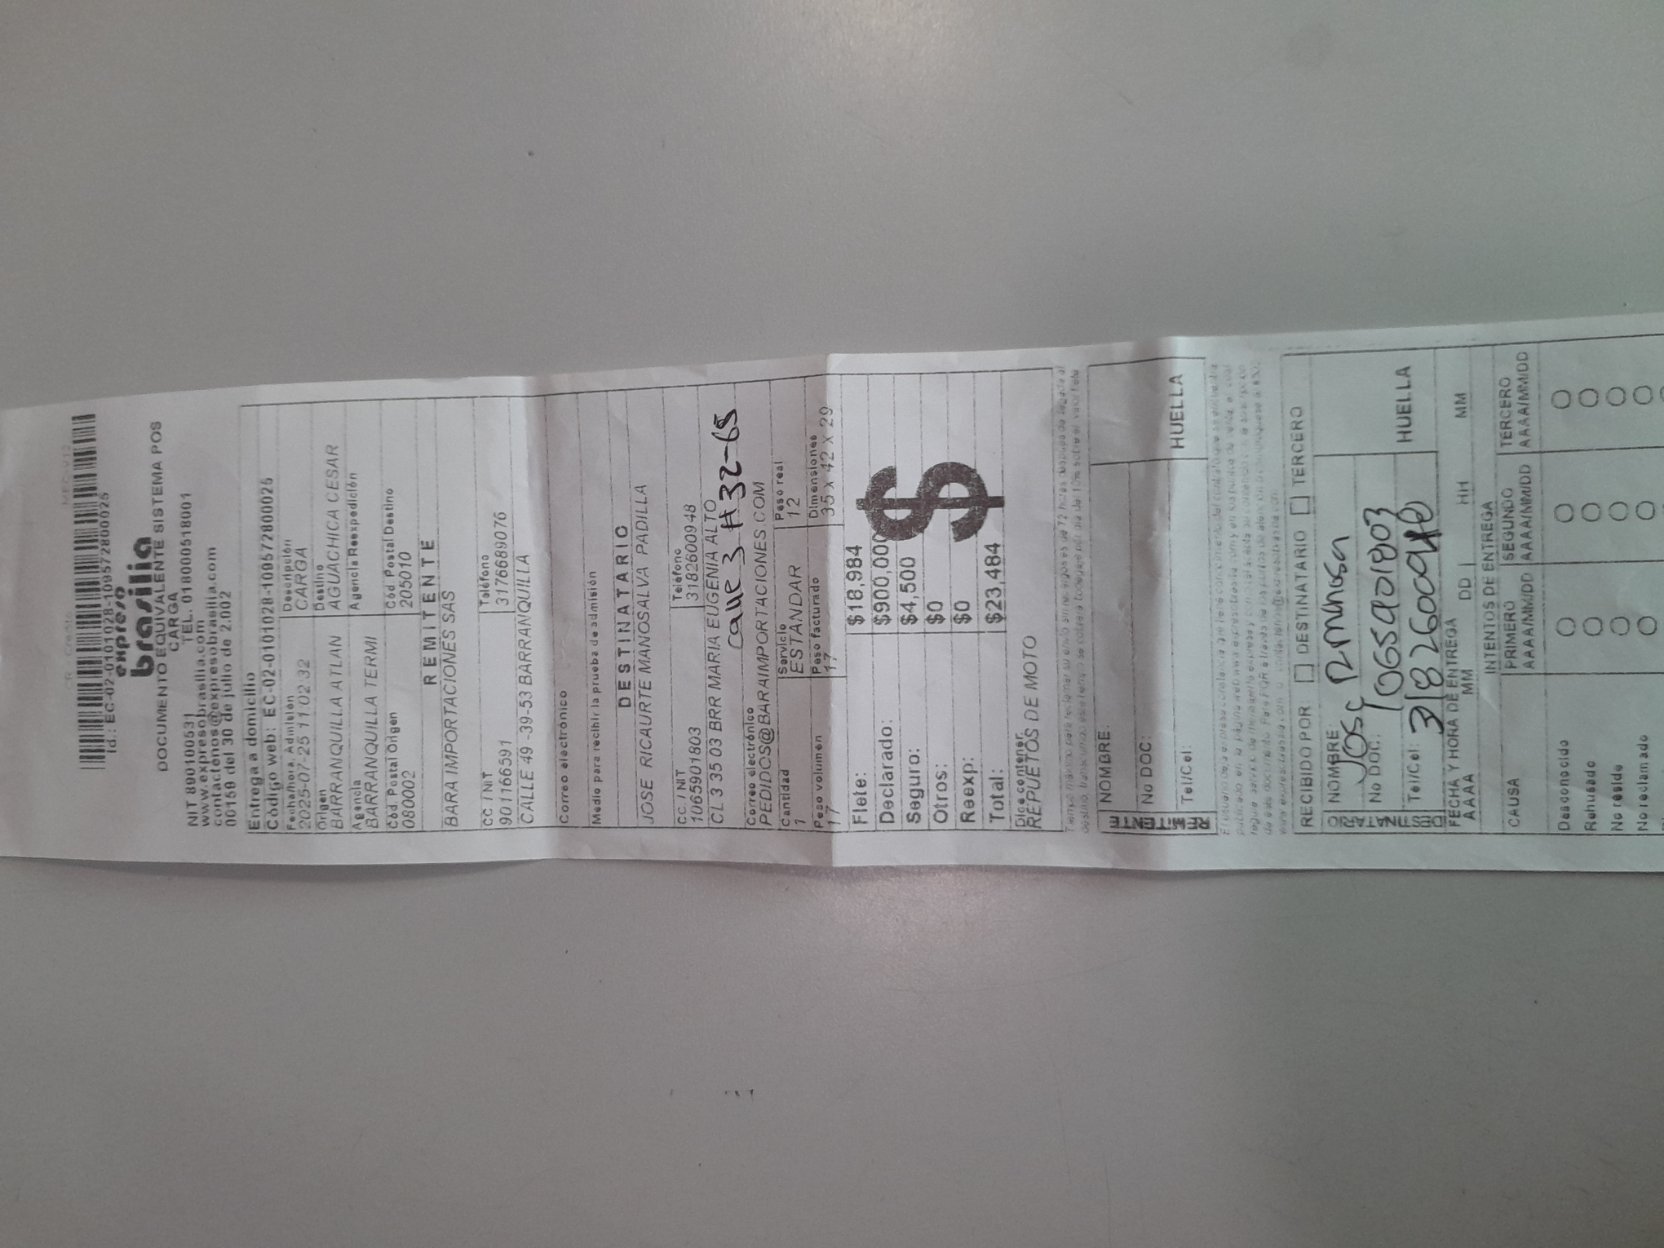 Id.: EC-02-0101028-10957280025
expreso
brasilia
DOCUMENTO EQUIVALENTE SISTEMA POS
CARGA
NIT 890100531 TEL.. 018000518001
www.expresobrasilia.com
contactenos@expresobrasilia.com
00159 del 30 de julio de 2.002
Entrega a domicilio
Código web: EC-02-0101028-10957280025
Fecha/hora. Admisión Descripción
2025-07-25 11 02 32 CARGA
Origen Destino
BARRANQUILLA ATLAN AGUACHICA CESAR
Agencia Agencia Reexpedición
BARRANQUILLA TERMI
Cód Postal Origen Cód Postal Destino
080002 205010
REMITENTE
BARA IMPORTACIONES SAS
CC / NIT Teléfono
901166591 3176689076
CALLE 49 -39-53 BARRANQUILLA
Correo electrónico
Medio para recibir la prueba de admisión
DESTINATARIO
JOSE RICAURTE MANOSALVA PADILLA
CC / NIT Teléfono
1065901803 3182600948
CL 3 35 03 BRR MARIA EUGENIA ALTO
calle 3 #32-65
Correo electrónico
PEDIDOS@BARAIMPORTACIONES.COM
Cantidad Servicio Peso real
1 ESTANDAR 12
Peso volumen Peso facturado Dimensiones
17 17 35 x 42 x 29
Flete: $18,984
Declarado: $900,000
Seguro: $4,500
Otros: $0
Reexp: $0
Total: $23,484
$
Dice contener
REPUETOS DE MOTO
REMITENTE
NOMBRE:
No DOC:
Tel/Cel: HUELLA
RECIBIDO POR DESTINATARIO TERCERO
DESTINATARIO
NOMBRE Jose
No DOC.: 1065901803
Tel/Cel: 3182600948 HUELLA
FECHA Y HORA DE ENTREGA
AAAA MM DD HH MM
INTENTOS DE ENTREGA
CAUSA PRIMERO SEGUNDO TERCERO
AAAA/MM/DD AAAA/MM/DD AAAA/MM/DD
Desconocido
Rehusado
No reside
No reclamado